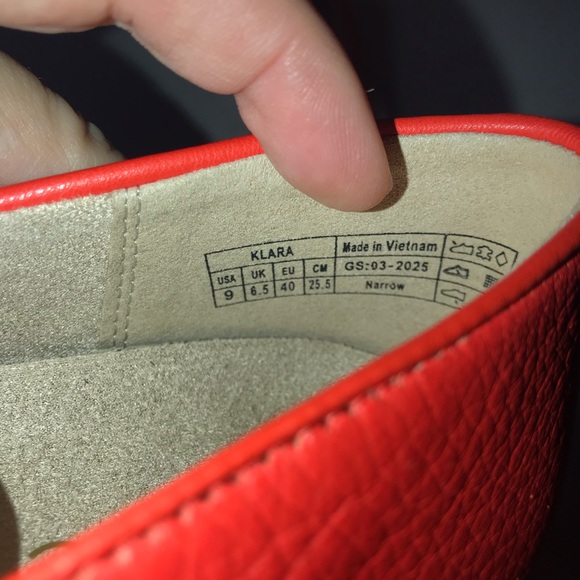 KLARA
USA UK EU CM
9 6.5 40 25.5
Made in Vietnam
GS:03-2025
Narrow